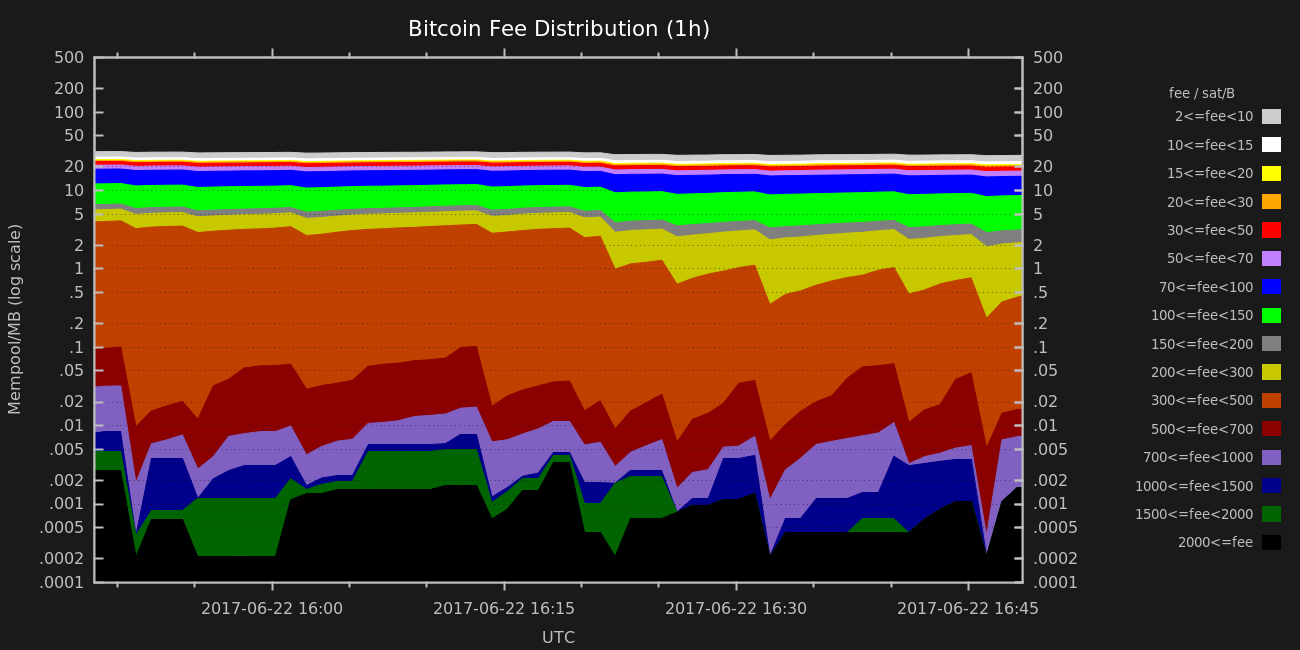 Bitcoin Fee Distribution (1h)
Mempool/MB (log scale)
500
200
100
50
20
10
5
2
1
.5
.2
.1
.05
.02
.01
.005
.002
.001
.0005
.0002
.0001
500
200
100
50
20
10
5
2
1
.5
.2
.1
.05
.02
.01
.005
.002
.001
.0005
.0002
.0001
fee / sat/B
2<=fee<10
10<=fee<15
15<=fee<20
20<=fee<30
30<=fee<50
50<=fee<70
70<=fee<100
100<=fee<150
150<=fee<200
200<=fee<300
300<=fee<500
500<=fee<700
700<=fee<1000
1000<=fee<1500
1500<=fee<2000
2000<=fee
2017-06-22 16:00 2017-06-22 16:15 2017-06-22 16:30 2017-06-22 16:45
UTC